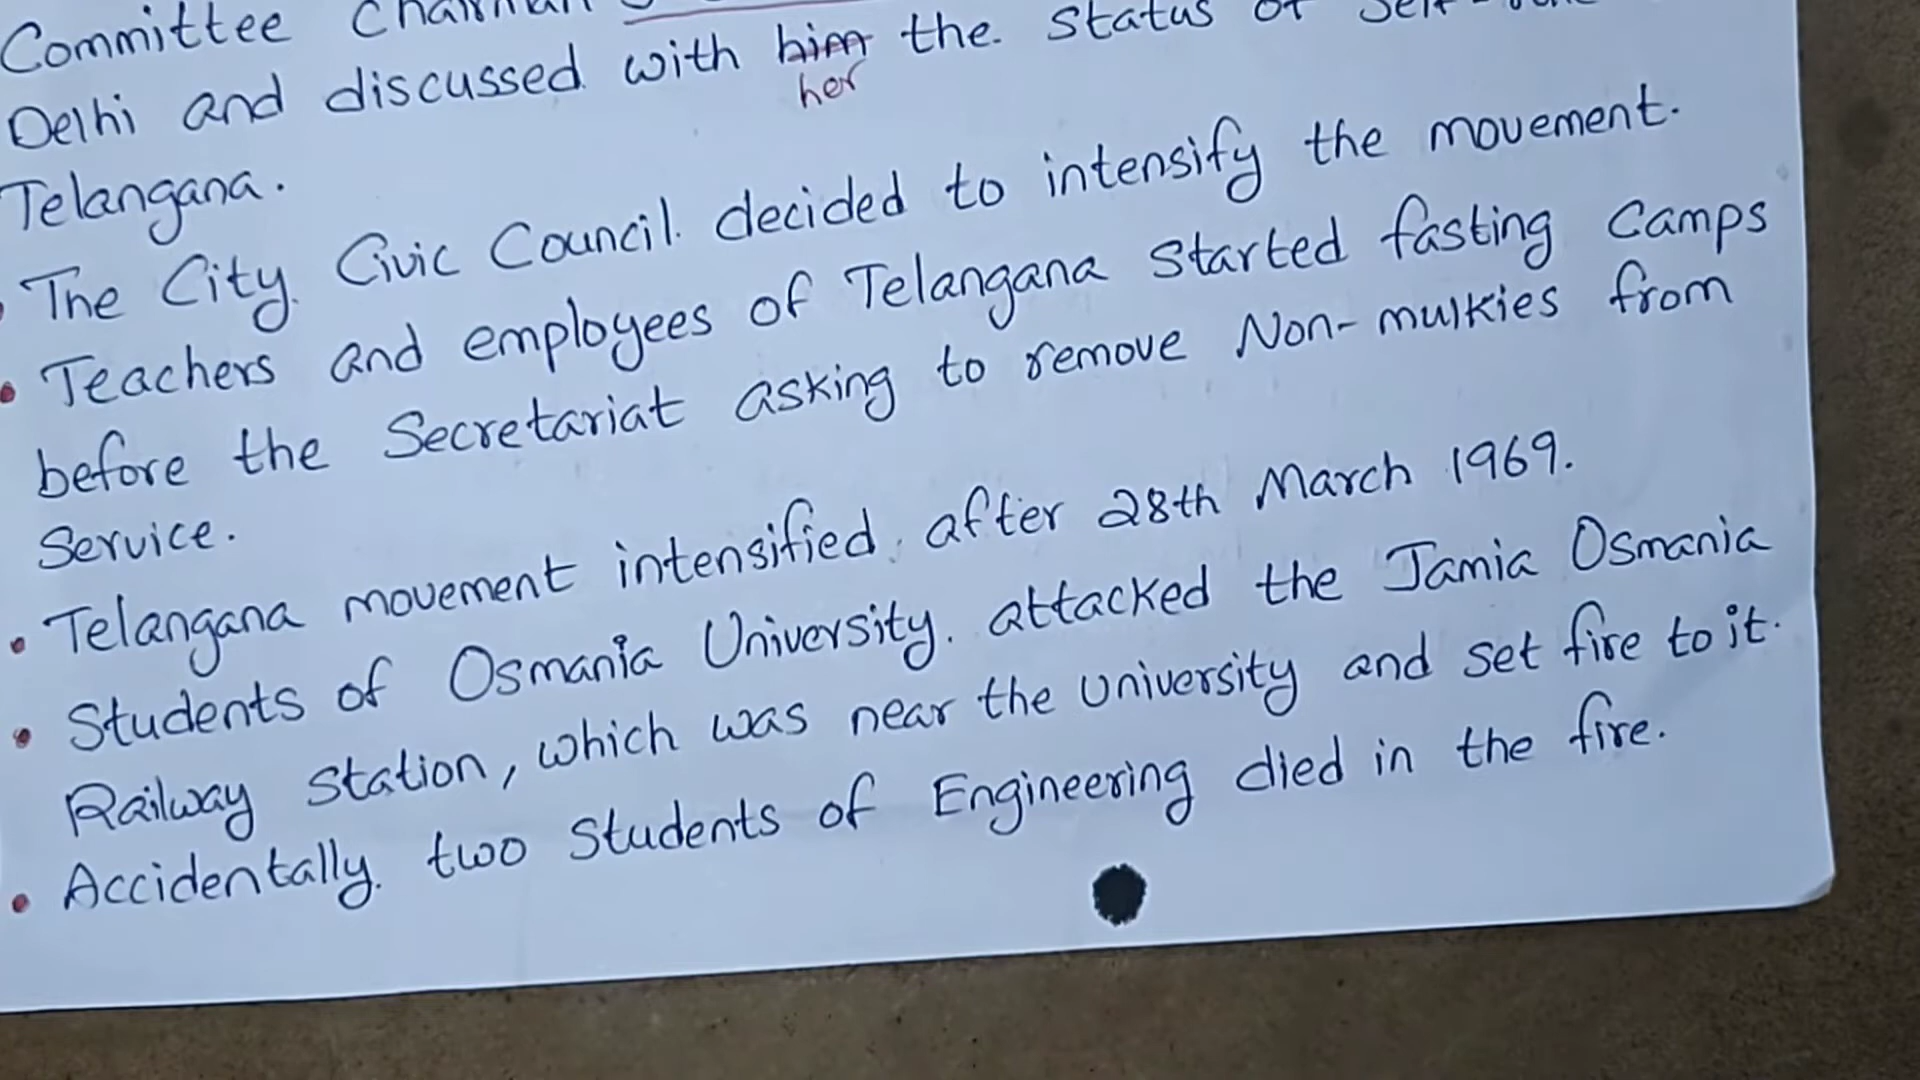 Committee Chairman
Delhi and discussed with him the status of Self-
her
Telangana.
The City Civic Council decided to intensify the movement.
• Teachers and employees of Telangana started fasting camps
before the Secretariat asking to remove Non-mulkies from
Service.
• Telangana movement intensified after 28th March 1969.
• Students of Osmania University attacked the Jamia Osmania
Railway Station, which was near the University and set fire to it.
• Accidentally two Students of Engineering died in the fire.